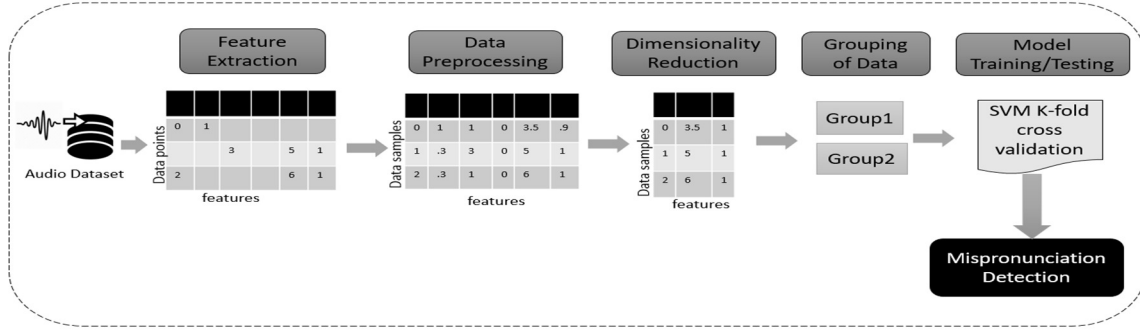 Feature
Extraction
Data
Preprocessing
Dimensionality
Reduction
Grouping
of Data
Model
Training/Testing
Audio Dataset
Data points
0 1
3 5 1
2 6 1
features
Data samples
0 1 1 0 3.5 .9
1 .3 3 0 5 1
2 .3 1 0 6 1
features
Data samples
0 3.5 1
1 5 1
2 6 1
features
Group1
Group2
SVM K-fold
cross
validation
Mispronunciation
Detection